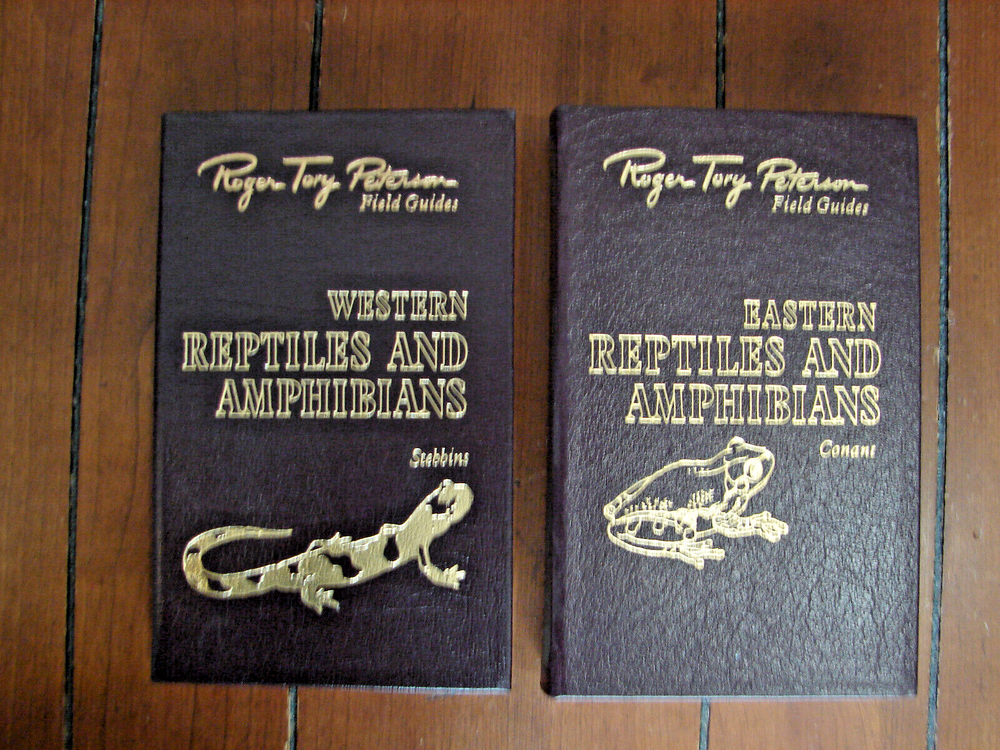 Roger Tory Peterson
Field Guides
WESTERN
REPTILES AND
AMPHIBIANS
Stebbins
Roger Tory Peterson
Field Guides
EASTERN
REPTILES AND
AMPHIBIANS
Conant